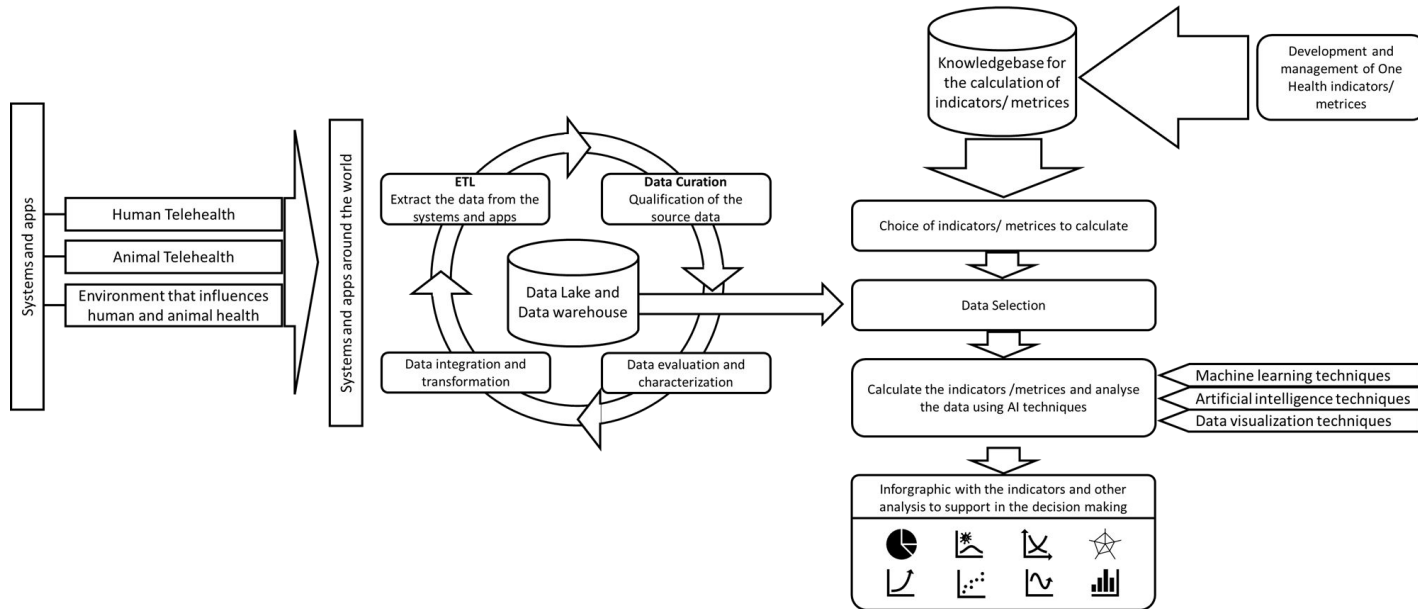 Systems and apps
Human Telehealth
Animal Telehealth
Environment that influences
human and animal health
Systems and apps around the world
ETL
Extract the data from the
systems and apps
Data Curation
Qualification of the
source data
Data Lake and
Data warehouse
Data integration and
transformation
Data evaluation and
characterization
Knowledgebase for
the calculation of
indicators/ metrices
Development and
management of One
Health indicators/
metrices
Choice of indicators/ metrices to calculate
Data Selection
Calculate the indicators /metrices and analyse
the data using AI techniques
Machine learning techniques
Artificial intelligence techniques
Data visualization techniques
Inforgraphic with the indicators and other
analysis to support in the decision making